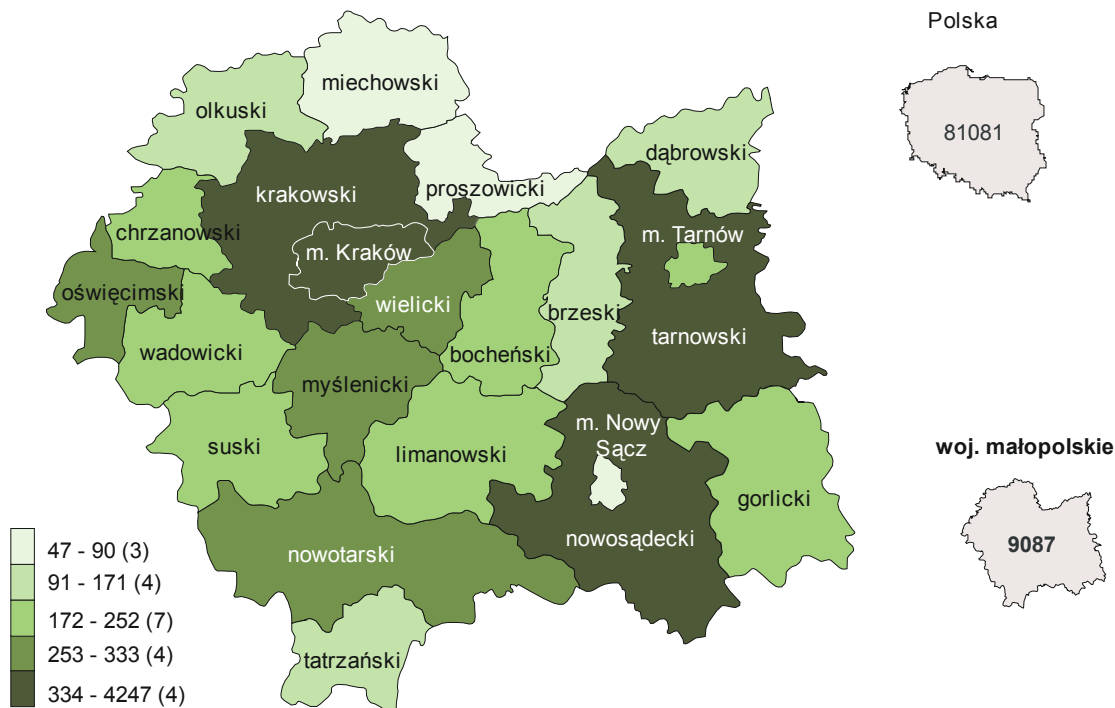 Polska
81081
miechowski
olkuski
dąbrowski
proszowicki
krakowski
chrzanowski
m. Tarnów
m. Kraków
oświęcimski
wielicki
brzeski
tarnowski
wadowicki
bocheński
myślenicki
m. Nowy
Sącz
suski
limanowski
woj. małopolskie
gorlicki
9087
nowosądecki
nowotarski
tatrzański
47 - 90 (3)
91 - 171 (4)
172 - 252 (7)
253 - 333 (4)
334 - 4247 (4)